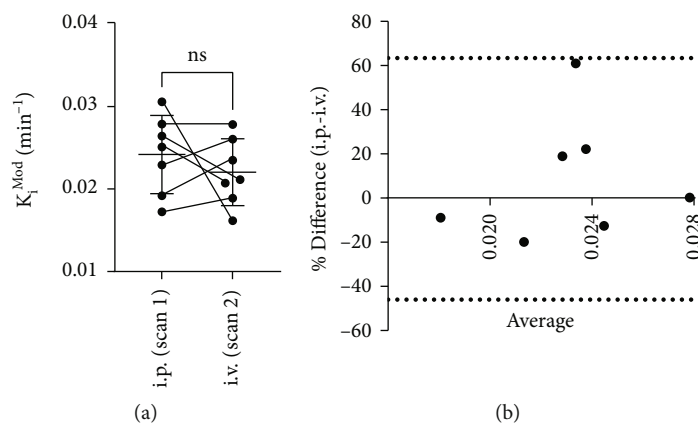 0.04
0.03
0.02
0.01
K_i^Mod (min⁻¹)
ns
i.p. (scan 1)
i.v. (scan 2)
(a)
80
60
40
20
0
−20
−40
−60
% Difference (i.p.-i.v.)
0.020
0.024
0.028
Average
(b)